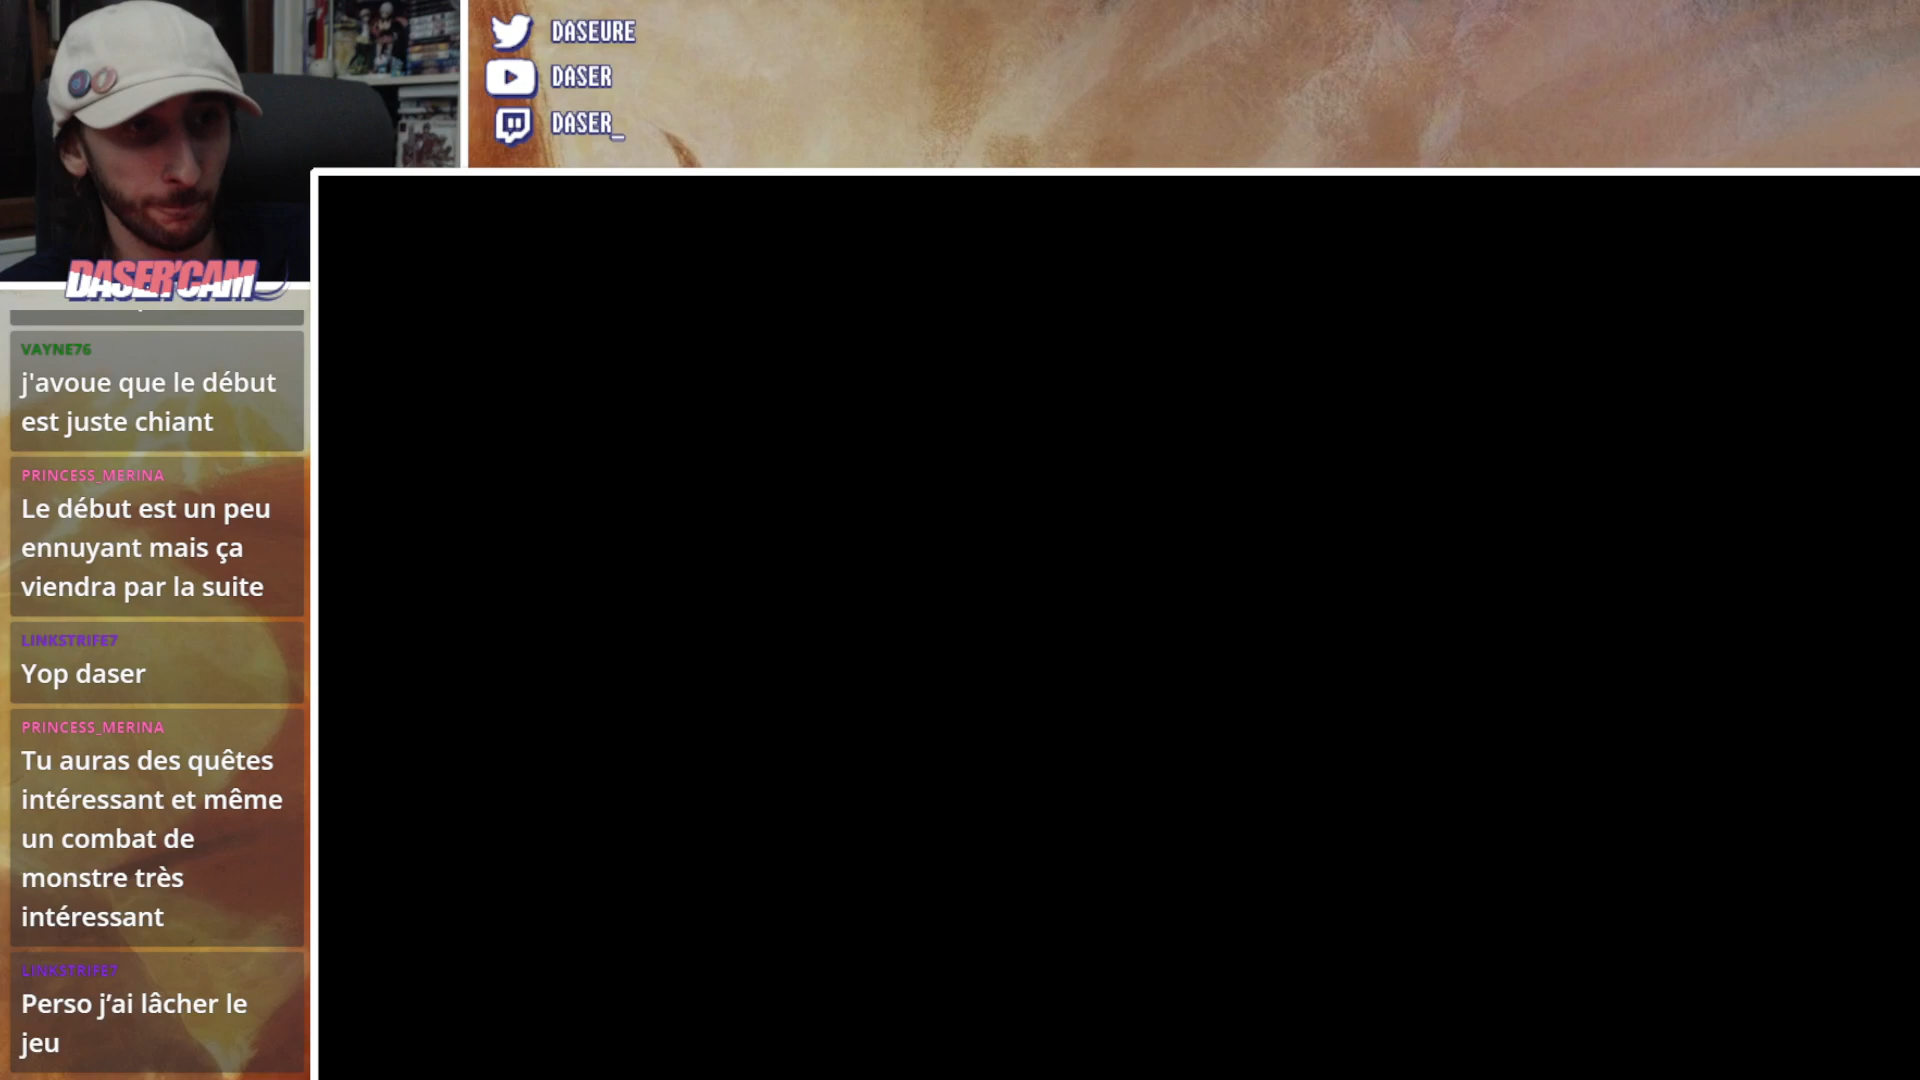 DASEURE
DASER
DASER_
DASER'CAM
VAYNE76
j'avoue que le début
est juste chiant
PRINCESS_MERINA
Le début est un peu
ennuyant mais ça
viendra par la suite
LINKSTRIFE7
Yop daser
PRINCESS_MERINA
Tu auras des quêtes
intéressant et même
un combat de
monstre très
intéressant
LINKSTRIFE7
Perso j’ai lâcher le
jeu